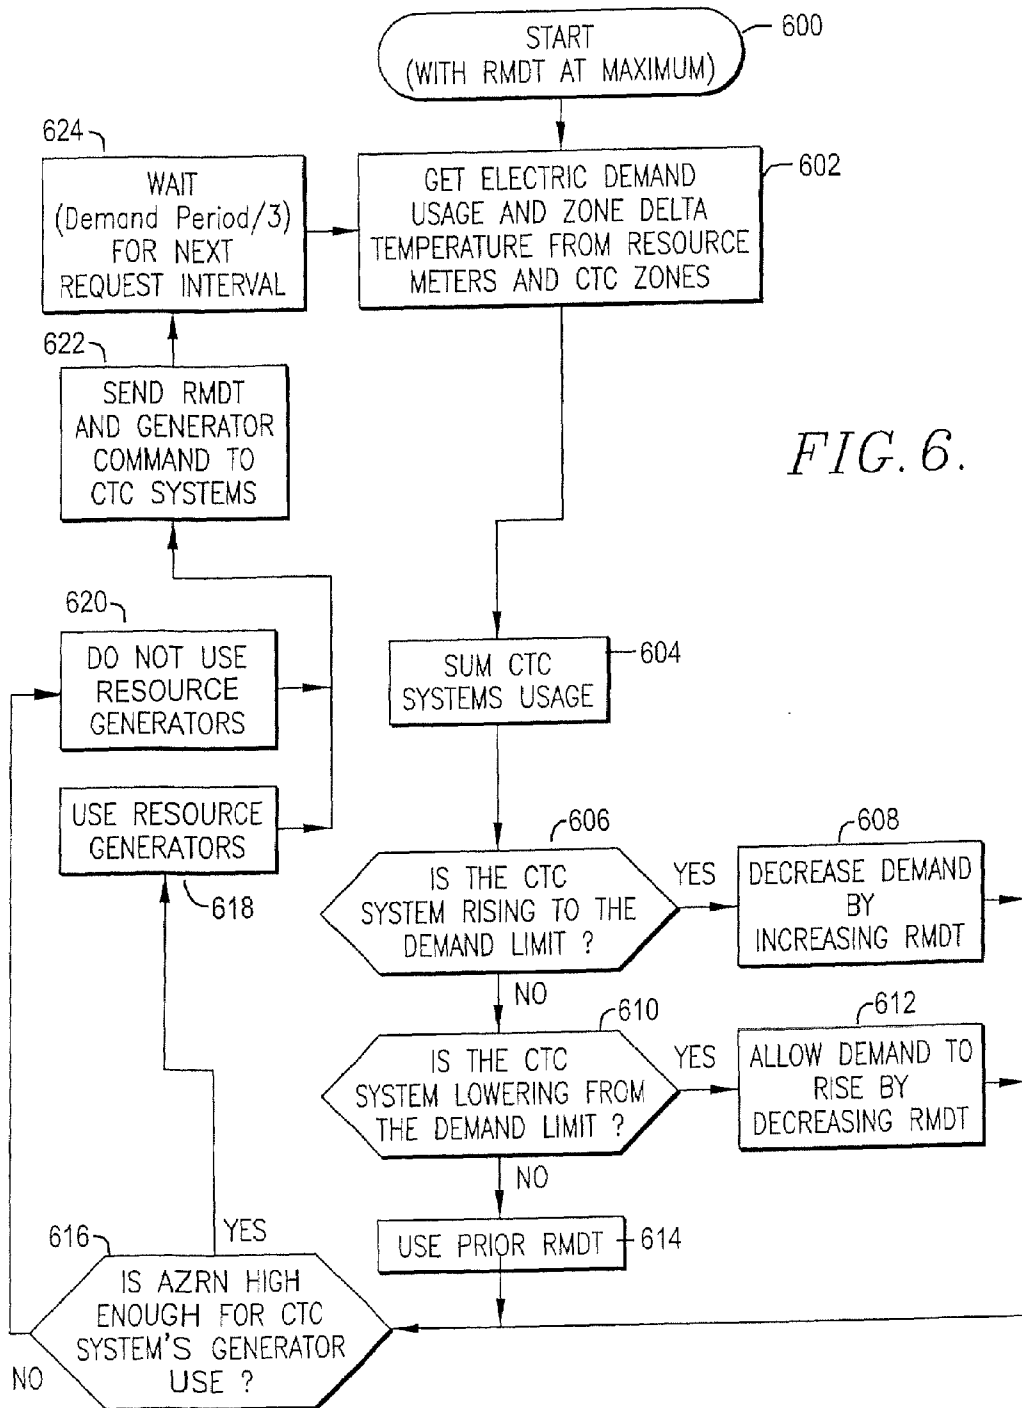 600
START
(WITH RMDT AT MAXIMUM)
624
WAIT
(Demand Period/3)
FOR NEXT
REQUEST INTERVAL
602
GET ELECTRIC DEMAND
USAGE AND ZONE DELTA
TEMPERATURE FROM RESOURCE
METERS AND CTC ZONES
622
SEND RMDT
AND GENERATOR
COMMAND TO
CTC SYSTEMS
FIG. 6.
620
DO NOT USE
RESOURCE
GENERATORS
604
SUM CTC
SYSTEMS USAGE
USE RESOURCE
GENERATORS
618
606
IS THE CTC
SYSTEM RISING TO THE
DEMAND LIMIT ?
YES
NO
608
DECREASE DEMAND
BY
INCREASING RMDT
610
IS THE CTC
SYSTEM LOWERING FROM
THE DEMAND LIMIT ?
YES
NO
612
ALLOW DEMAND TO
RISE BY
DECREASING RMDT
USE PRIOR RMDT
614
616
YES
IS AZRN HIGH
ENOUGH FOR CTC
SYSTEM'S GENERATOR
USE ?
NO